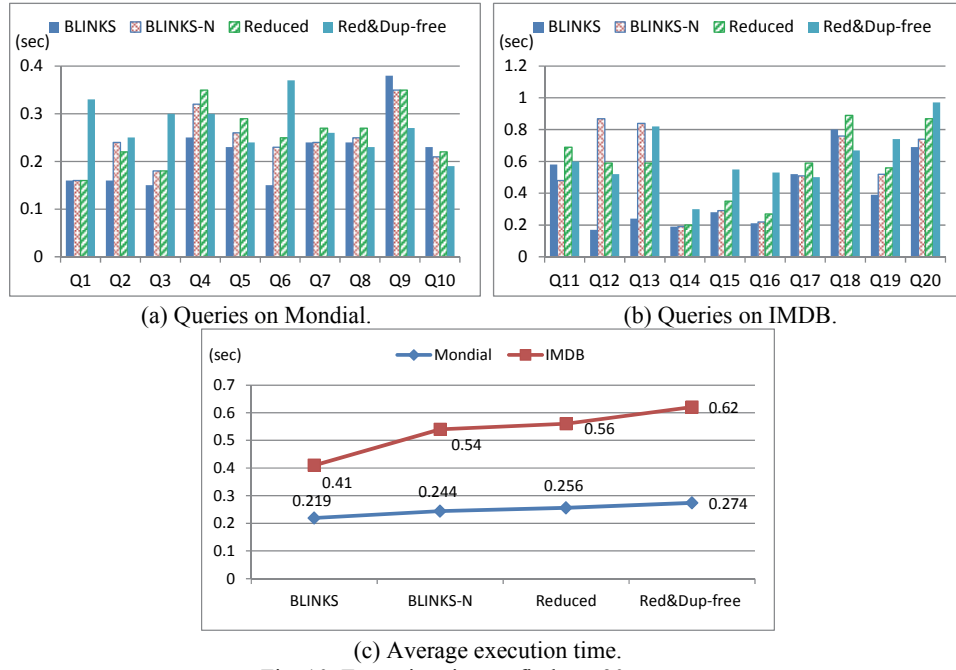 BLINKS BLINKS-N Reduced Red&Dup-free
(sec)
0.4
0.3
0.2
0.1
0
Q1 Q2 Q3 Q4 Q5 Q6 Q7 Q8 Q9 Q10
(a) Queries on Mondial.
BLINKS BLINKS-N Reduced Red&Dup-free
(sec)
1.2
1
0.8
0.6
0.4
0.2
0
Q11 Q12 Q13 Q14 Q15 Q16 Q17 Q18 Q19 Q20
(b) Queries on IMDB.
(sec)
Mondial IMDB
0.7
0.6
0.5
0.4
0.3
0.2
0.1
0
0.41
0.54
0.56
0.62
0.219
0.244
0.256
0.274
BLINKS BLINKS-N Reduced Red&Dup-free
(c) Average execution time.